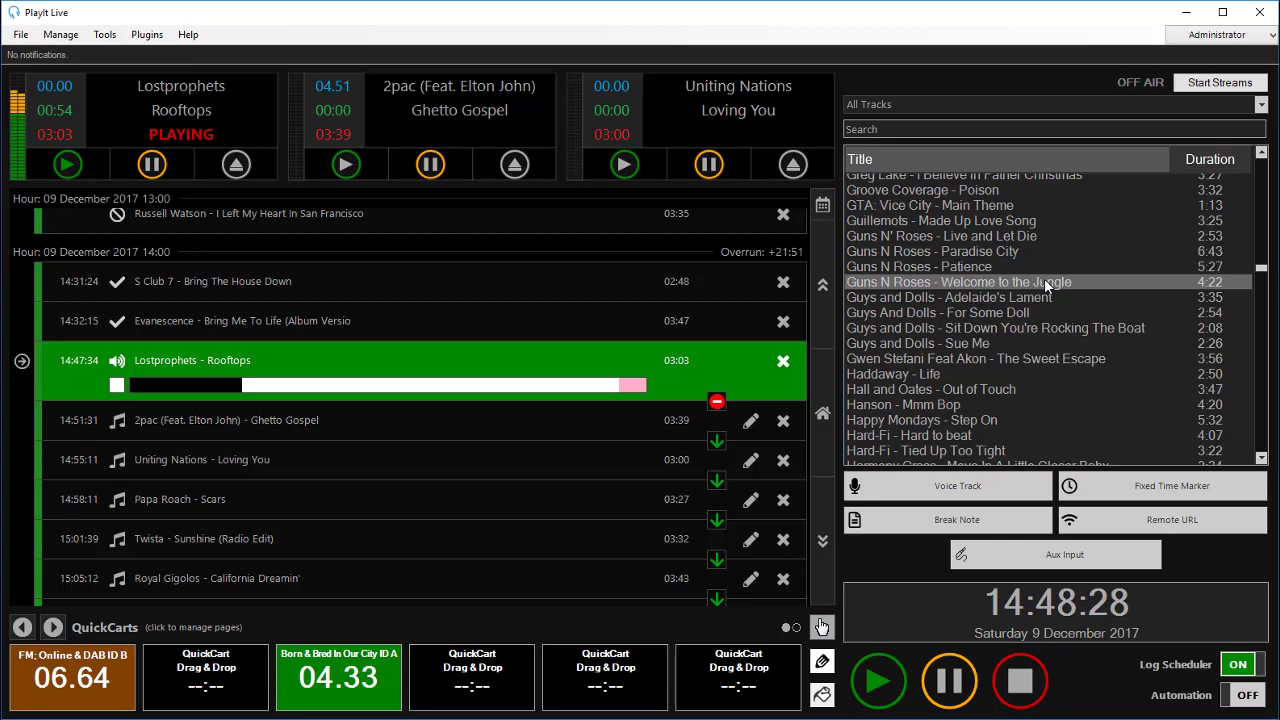 PlayIt Live
File Manage Tools Plugins Help Administrator
No notifications.
00.00 Lostprophets
00:54 Rooftops
03:03 PLAYING
04.51 2pac (Feat. Elton John)
00:00 Ghetto Gospel
03:39
00.00 Uniting Nations
00:00 Loving You
03:00
OFF AIR Start Streams
All Tracks
Search
Title Duration
Greg Lake - I Believe In Father Christmas 3:27
Groove Coverage - Poison 3:32
GTA: Vice City - Main Theme 1:13
Guillemots - Made Up Love Song 3:25
Guns N' Roses - Live and Let Die 2:53
Guns N Roses - Paradise City 6:43
Guns N Roses - Patience 5:27
Guns N Roses - Welcome to the Jungle 4:22
Guys and Dolls - Adelaide's Lament 3:35
Guys And Dolls - For Some Doll 2:54
Guys and Dolls - Sit Down You're Rocking The Boat 2:08
Guys and Dolls - Sue Me 2:26
Gwen Stefani Feat Akon - The Sweet Escape 3:56
Haddaway - Life 2:50
Hall and Oates - Out of Touch 3:47
Hanson - Mmm Bop 4:20
Happy Mondays - Step On 5:32
Hard-Fi - Hard to beat 4:07
Hard-Fi - Tied Up Too Tight 3:22
Harmony Grass - Move In A Little Closer Baby
Hour: 09 December 2017 13:00
Russell Watson - I Left My Heart In San Francisco 03:35
Hour: 09 December 2017 14:00 Overrun: +21:51
14:31:24 S Club 7 - Bring The House Down 02:48
14:32:15 Evanescence - Bring Me To Life (Album Versio 03:47
14:47:34 Lostprophets - Rooftops 03:03
14:51:31 2pac (Feat. Elton John) - Ghetto Gospel 03:39
14:55:11 Uniting Nations - Loving You 03:00
14:58:11 Papa Roach - Scars 03:27
15:01:39 Twista - Sunshine (Radio Edit) 03:32
15:05:12 Royal Gigolos - California Dreamin' 03:43
Voice Track Fixed Time Marker
Break Note Remote URL
Aux Input
14:48:28
Saturday 9 December 2017
Log Scheduler ON
Automation OFF
QuickCarts (click to manage pages)
FM; Online & DAB ID B
06.64
QuickCart
Drag & Drop
--:--
Born & Bred In Our City ID A
04.33
QuickCart
Drag & Drop
--:--
QuickCart
Drag & Drop
--:--
QuickCart
Drag & Drop
--:--